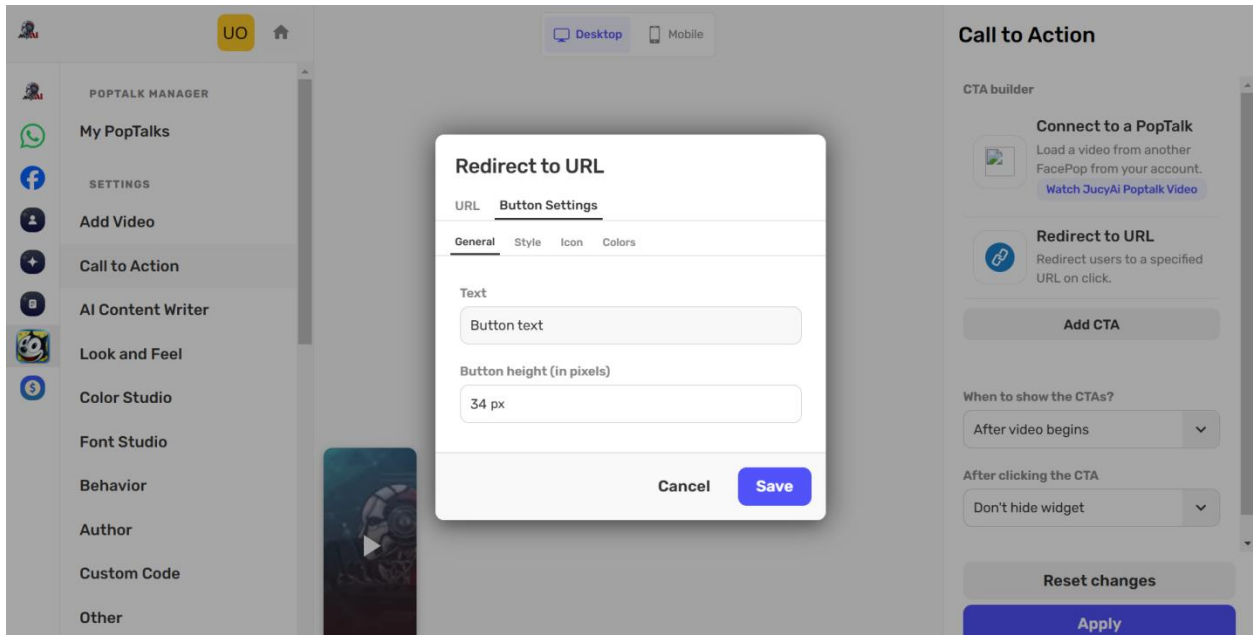 UO
Desktop
Mobile
Call to Action
POPTALK MANAGER
My PopTalks
SETTINGS
Add Video
Call to Action
AI Content Writer
Look and Feel
Color Studio
Font Studio
Behavior
Author
Custom Code
Other
Redirect to URL
URL
Button Settings
General
Style
Icon
Colors
Text
Button text
Button height (in pixels)
34 px
Cancel
Save
CTA builder
Connect to a PopTalk
Load a video from another
FacePop from your account.
Watch JucyAi Poptalk Video
Redirect to URL
Redirect users to a specified
URL on click.
Add CTA
When to show the CTAs?
After video begins
After clicking the CTA
Don't hide widget
Reset changes
Apply